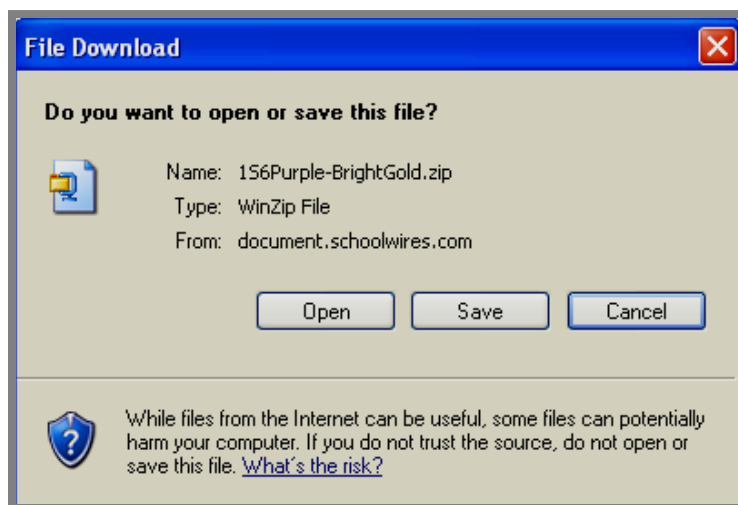 File Download
Do you want to open or save this file?
Name: 1S6Purple-BrightGold.zip
Type: WinZip File
From: document.schoolwires.com
Open Save Cancel
While files from the Internet can be useful, some files can potentially
harm your computer. If you do not trust the source, do not open or
save this file. What's the risk?